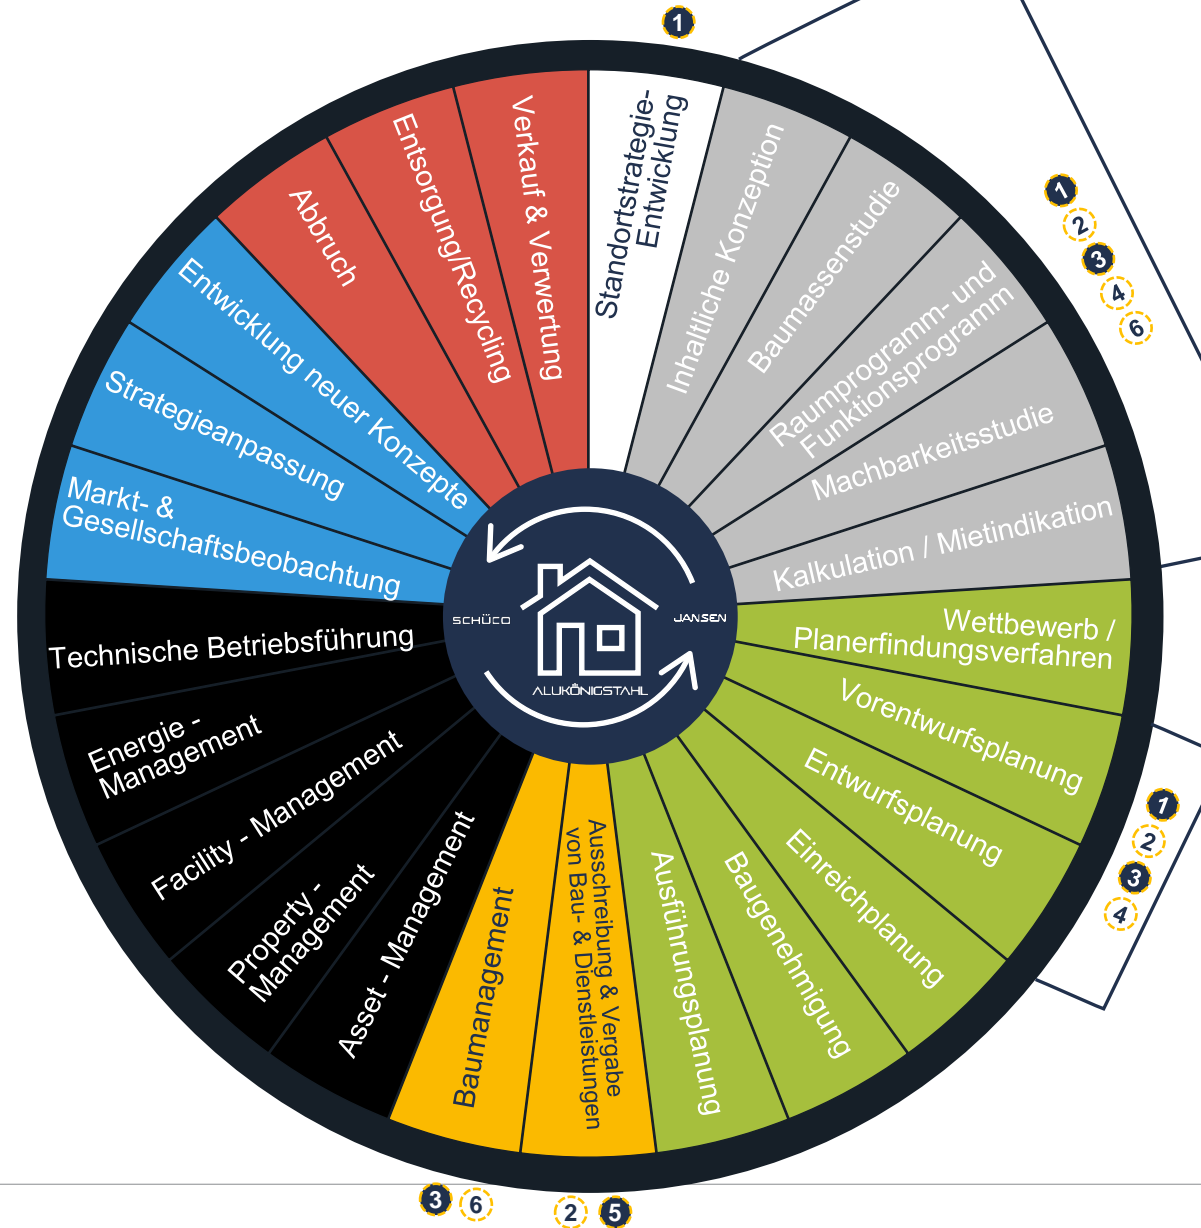 1
Standortstrategie-
Entwicklung
Inhaltliche Konzeption
Baumassenstudie
Raumprogramm- und
Funktionsprogramm
Machbarkeitsstudie
Kalkulation / Mietindikation
1
2
3
4
6
Wettbewerb /
Planerfindungsverfahren
Vorentwurfsplanung
Entwurfsplanung
Einreichplanung
Baugenehmigung
Ausführungsplanung
1
2
3
4
Ausschreibung & Vergabe
von Bau- & Dienstleistungen
2 5
Baumanagement
3 6
Asset - Management
Property -
Management
Facility - Management
Energie -
Management
Technische Betriebsführung
Markt- &
Gesellschaftsbeobachtung
Strategieanpassung
Entwicklung neuer Konzepte
Abbruch
Entsorgung/Recycling
Verkauf & Verwertung
SCHÜCO
JANSEN
ALUKÖNIGSTAHL